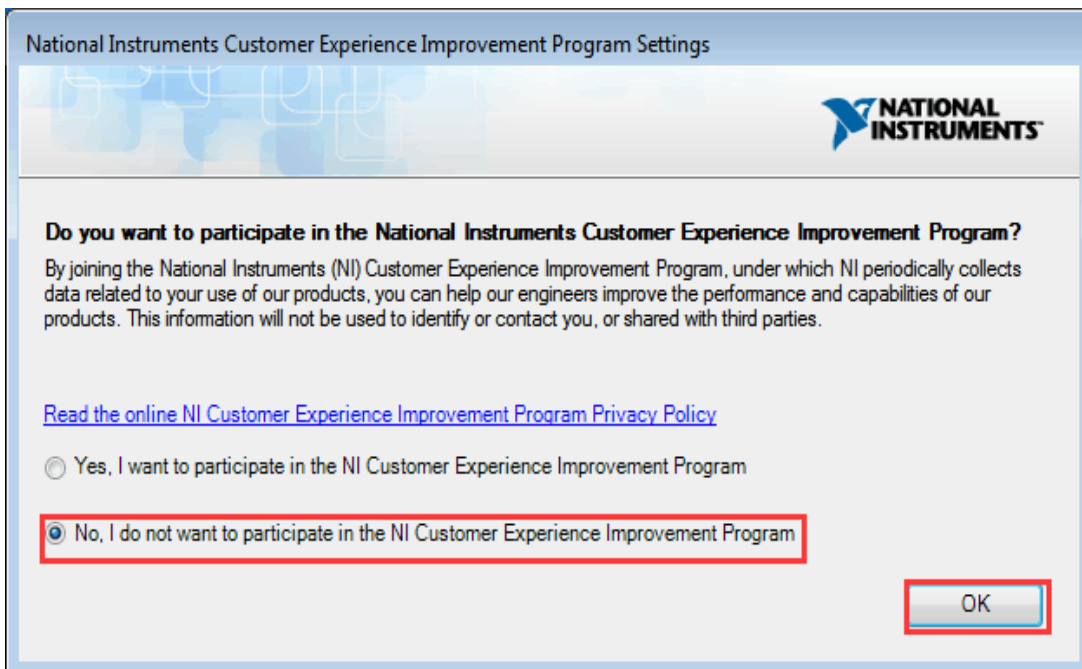 National Instruments Customer Experience Improvement Program Settings
NATIONAL
INSTRUMENTS™
Do you want to participate in the National Instruments Customer Experience Improvement Program?
By joining the National Instruments (NI) Customer Experience Improvement Program, under which NI periodically collects
data related to your use of our products, you can help our engineers improve the performance and capabilities of our
products. This information will not be used to identify or contact you, or shared with third parties.
Read the online NI Customer Experience Improvement Program Privacy Policy
Yes, I want to participate in the NI Customer Experience Improvement Program
No, I do not want to participate in the NI Customer Experience Improvement Program
OK